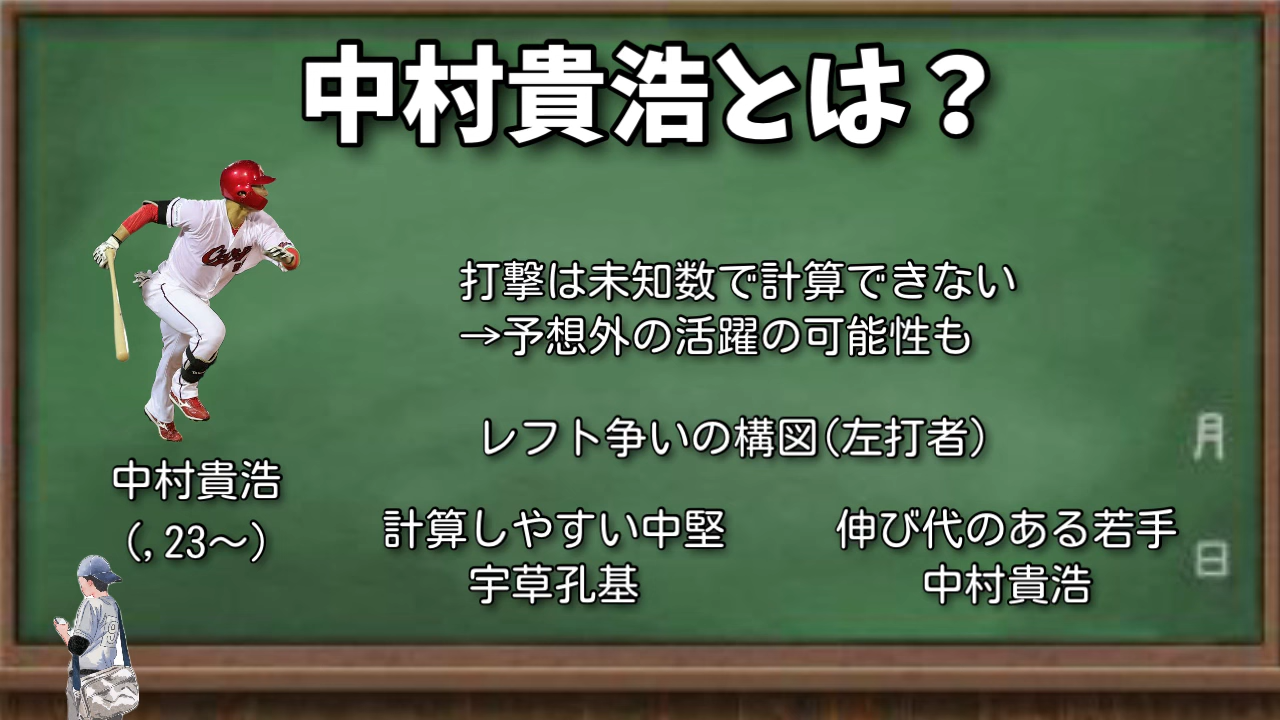 中村貴浩とは？
打撃は未知数で計算できない
→予想外の活躍の可能性も
レフト争いの構図(左打者)
中村貴浩
(,23〜)
計算しやすい中堅
宇草孔基
伸び代のある若手
中村貴浩
月
日
Carp